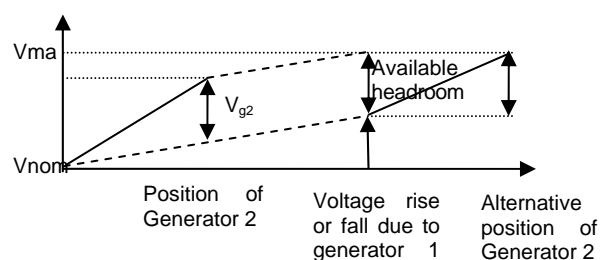 Vma
Available
headroom
Vg2
Vnom
Position of
Generator 2
Voltage rise
or fall due to
generator 1
Alternative
position of
Generator 2